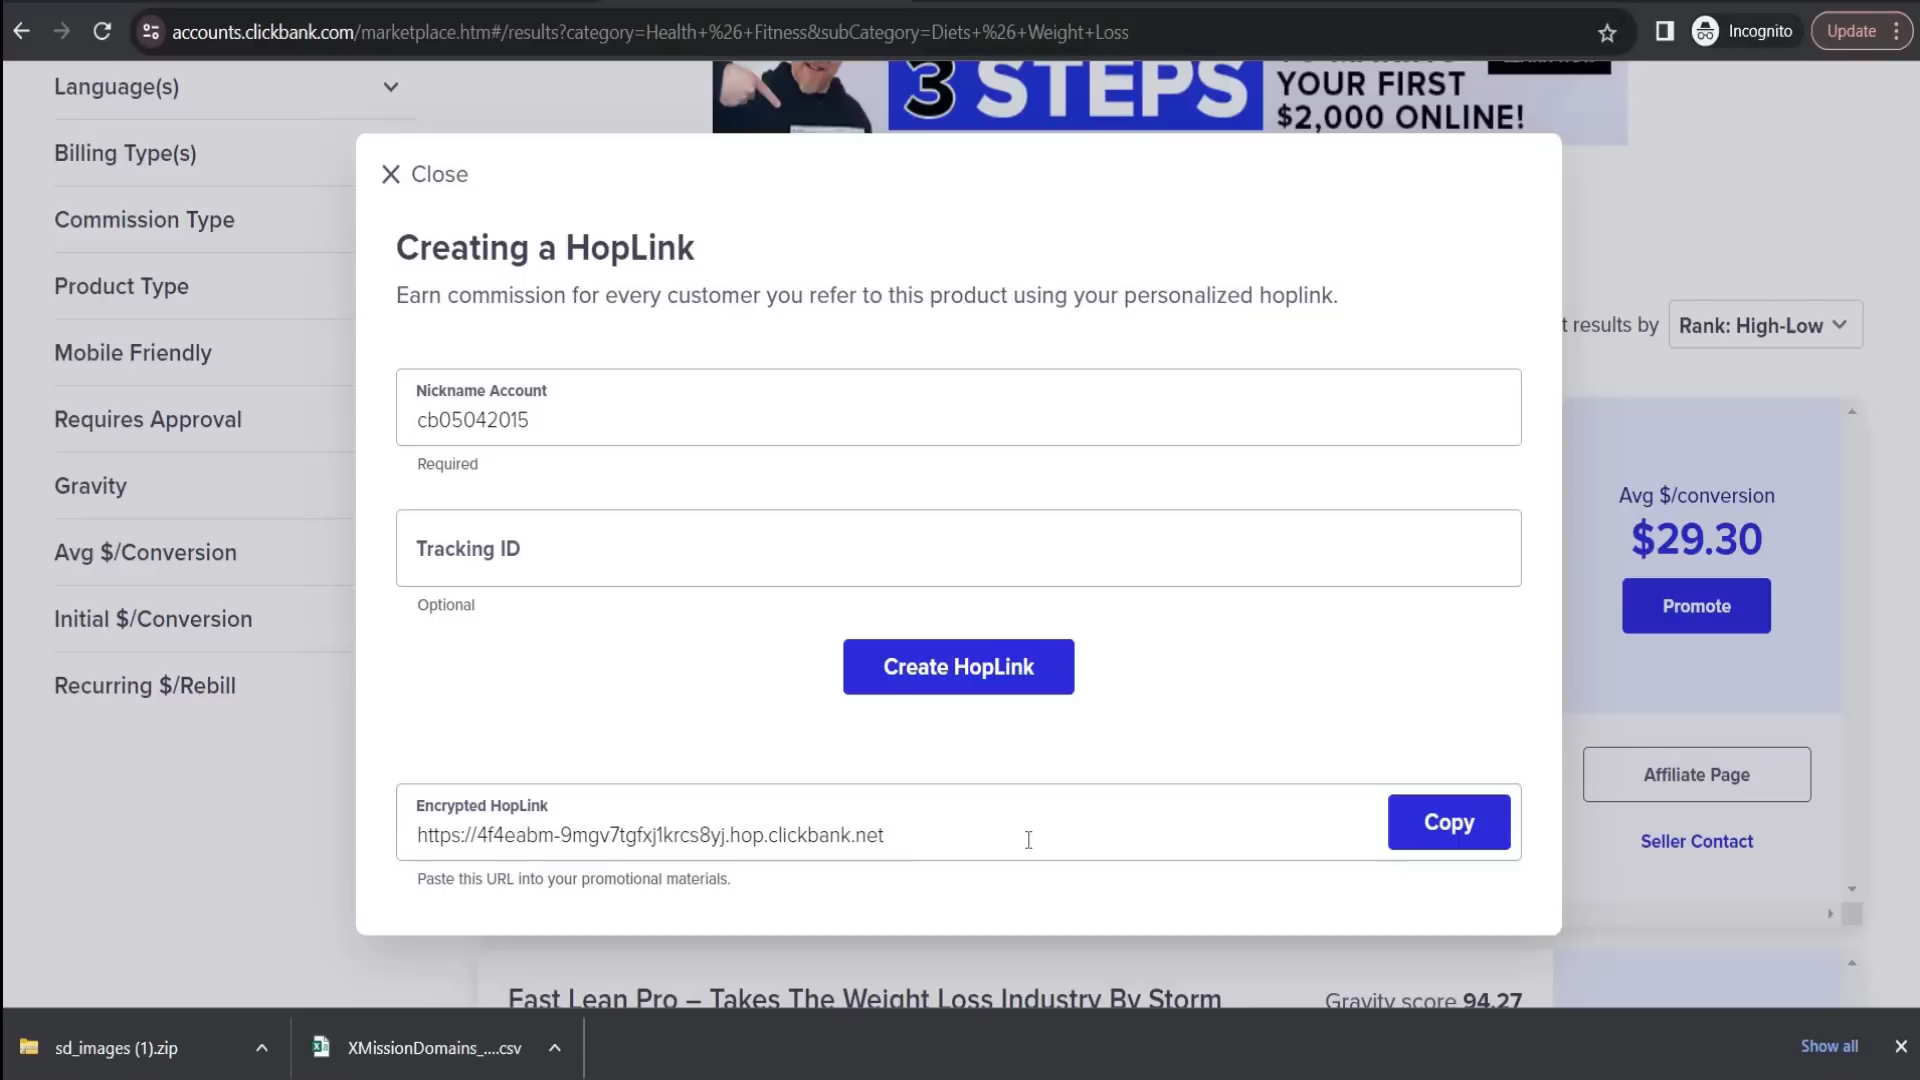 accounts.clickbank.com/marketplace.htm#/results?category=Health+%26+Fitness&subCategory=Diets+%26+Weight+Loss
Incognito
Update
Language(s)
Billing Type(s)
Commission Type
Product Type
Mobile Friendly
Requires Approval
Gravity
Avg $/Conversion
Initial $/Conversion
Recurring $/Rebill
3 STEPS
YOUR FIRST
$2,000 ONLINE!
Close
Creating a HopLink
Earn commission for every customer you refer to this product using your personalized hoplink.
Nickname Account
cb05042015
Required
Tracking ID
Optional
Create HopLink
Encrypted HopLink
https://4f4eabm-9mgv7tgfxj1krcs8yj.hop.clickbank.net
Copy
Paste this URL into your promotional materials.
t results by
Rank: High-Low
Avg $/conversion
$29.30
Promote
Affiliate Page
Seller Contact
Fast Lean Pro – Takes The Weight Loss Industry By Storm
Gravity score 94.27
sd_images (1).zip
XMissionDomains_....csv
Show all